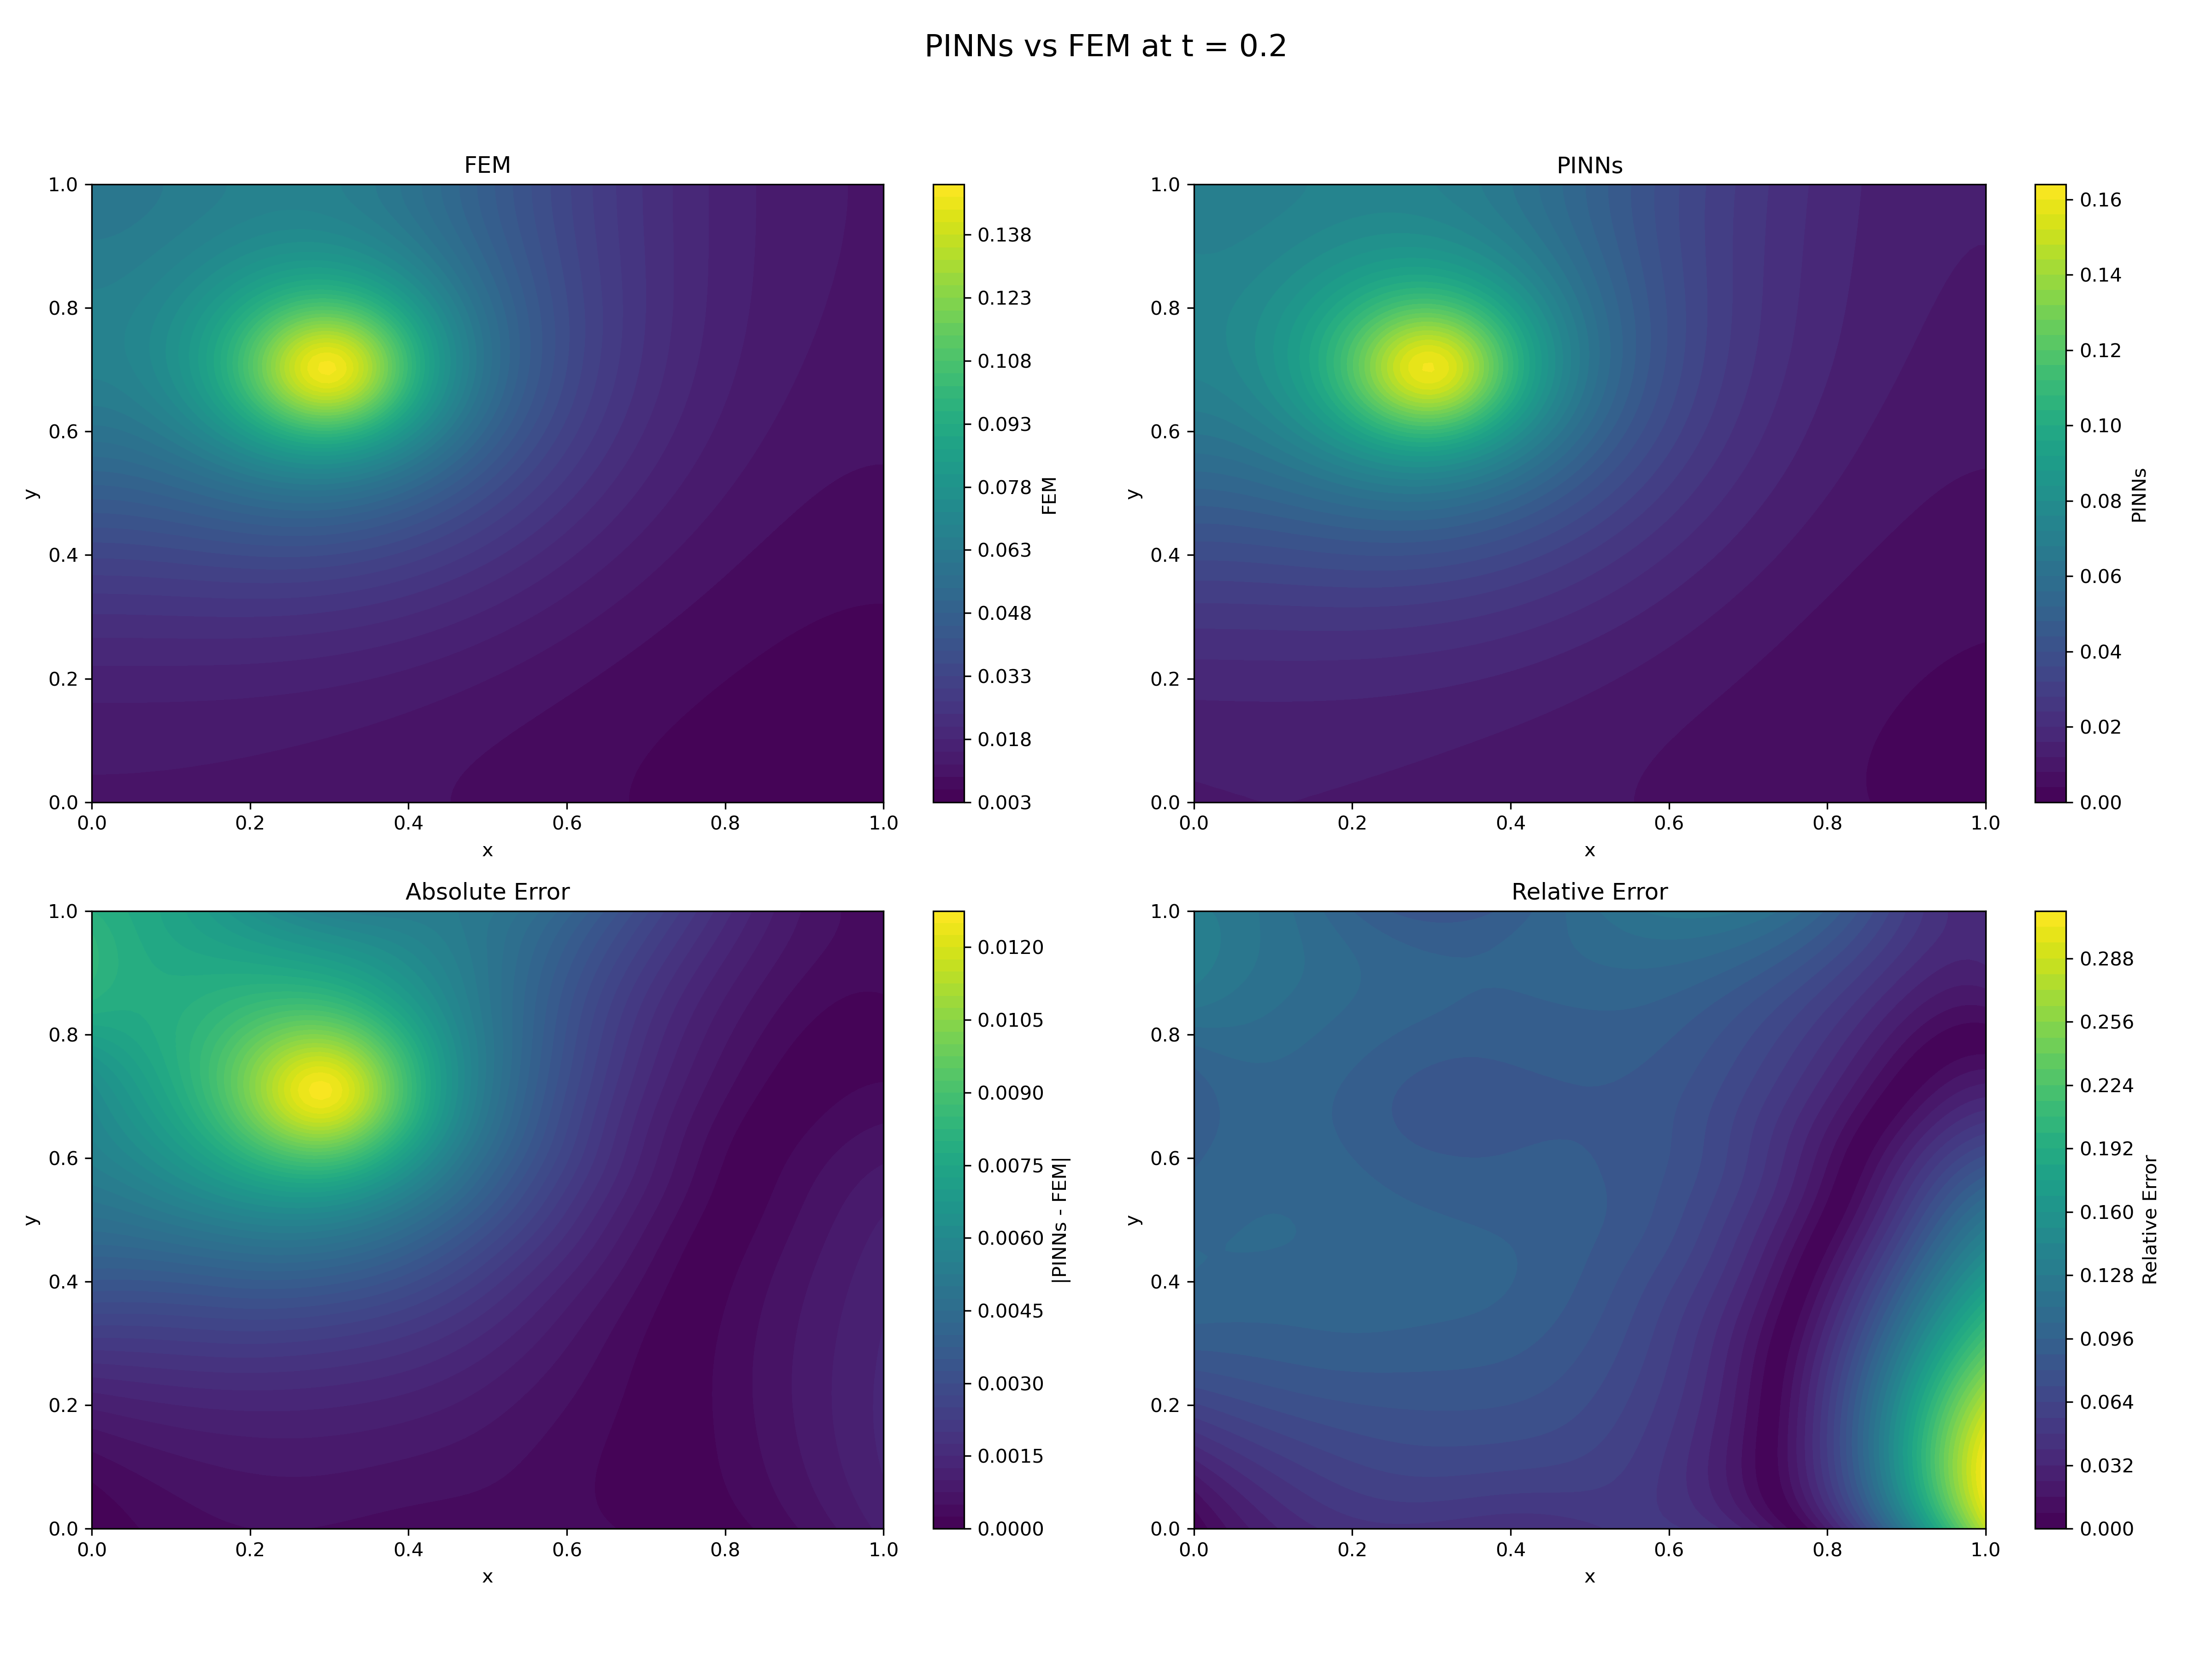 PINNs vs FEM at t = 0.2
FEM
1.0
0.8
0.6
0.4
0.2
0.0
y
0.0 0.2 0.4 0.6 0.8 1.0
x
0.138
0.123
0.108
0.093
0.078
0.063
0.048
0.033
0.018
0.003
FEM
PINNs
1.0
0.8
0.6
0.4
0.2
0.0
y
0.0 0.2 0.4 0.6 0.8 1.0
x
0.16
0.14
0.12
0.10
0.08
0.06
0.04
0.02
0.00
PINNs
Absolute Error
1.0
0.8
0.6
0.4
0.2
0.0
y
0.0 0.2 0.4 0.6 0.8 1.0
x
0.0120
0.0105
0.0090
0.0075
0.0060
0.0045
0.0030
0.0015
0.0000
|PINNs - FEM|
Relative Error
1.0
0.8
0.6
0.4
0.2
0.0
y
0.0 0.2 0.4 0.6 0.8 1.0
x
0.288
0.256
0.224
0.192
0.160
0.128
0.096
0.064
0.032
0.000
Relative Error